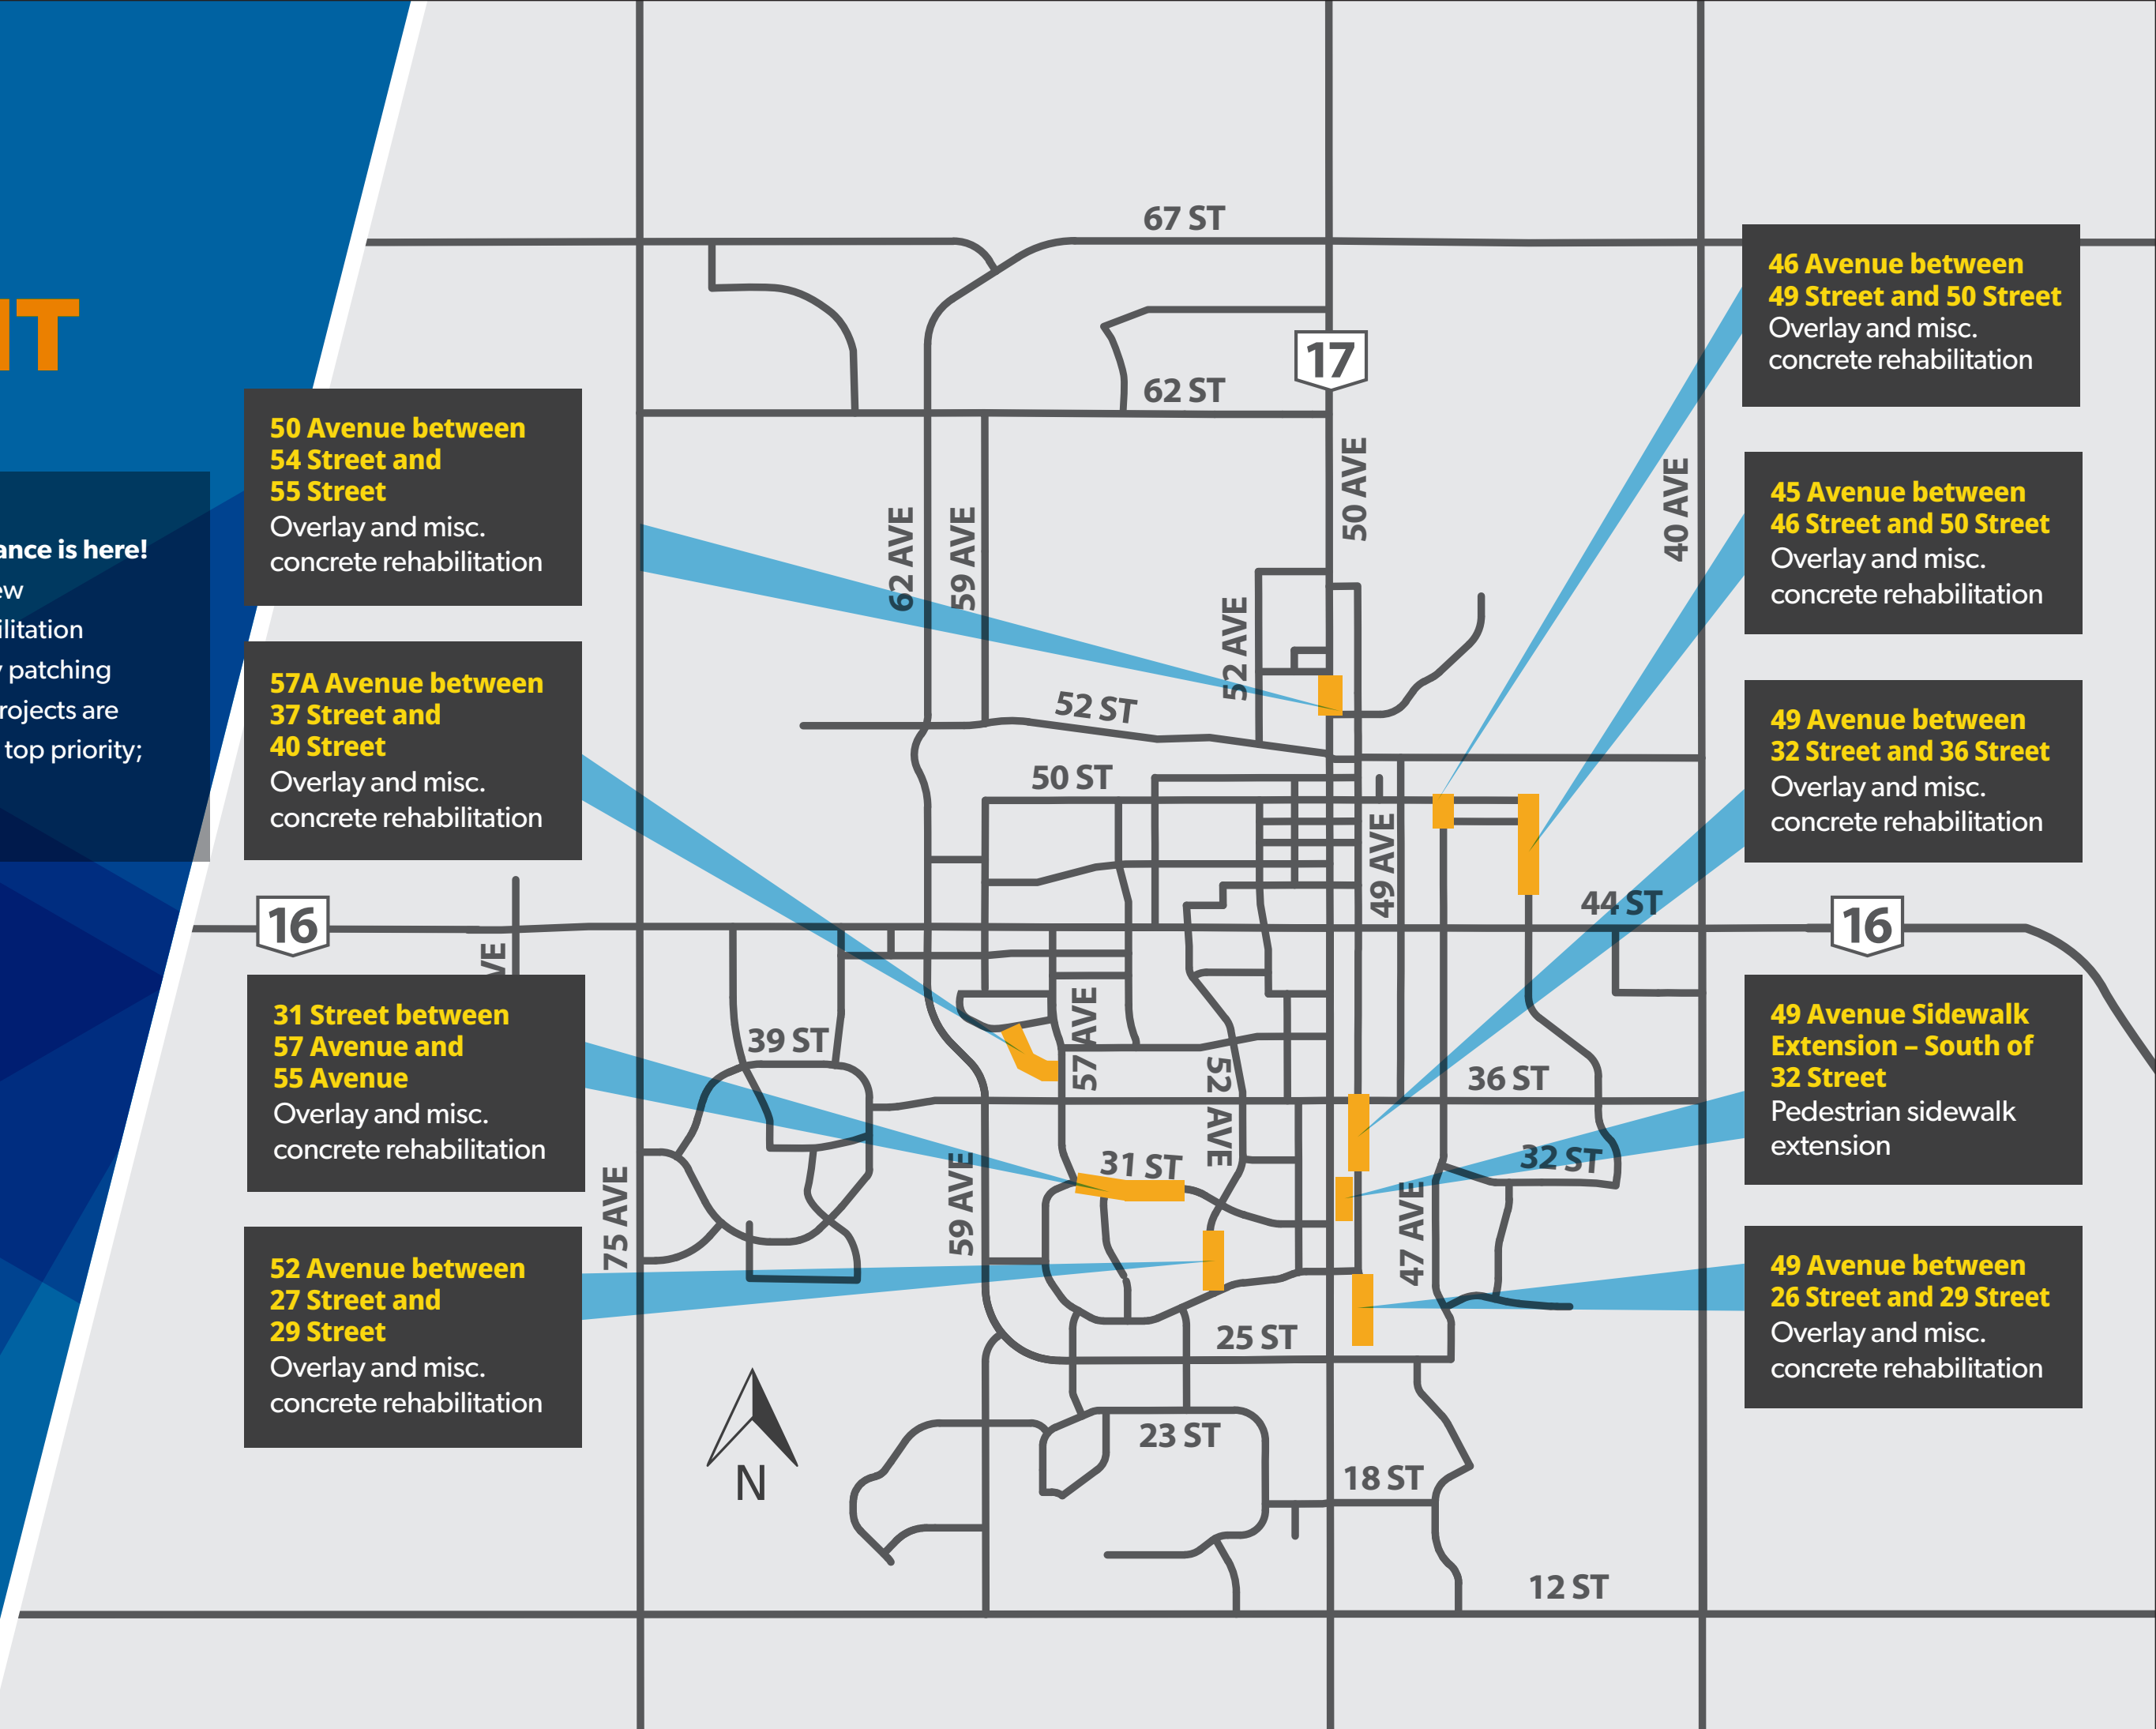 IT
ance is here!
ew
ilitation
y patching
rojects are
top priority;
50 Avenue between
54 Street and
55 Street
Overlay and misc.
concrete rehabilitation
57A Avenue between
37 Street and
40 Street
Overlay and misc.
concrete rehabilitation
31 Street between
57 Avenue and
55 Avenue
Overlay and misc.
concrete rehabilitation
52 Avenue between
27 Street and
29 Street
Overlay and misc.
concrete rehabilitation
67 ST
17
62 ST
50 AVE
40 AVE
62 AVE
59 AVE
52 AVE
52 ST
50 ST
49 AVE
44 ST
16
16
VE
39 ST
57 AVE
52 AVE
36 ST
31 ST
32 ST
75 AVE
59 AVE
47 AVE
25 ST
23 ST
18 ST
12 ST
N
46 Avenue between
49 Street and 50 Street
Overlay and misc.
concrete rehabilitation
45 Avenue between
46 Street and 50 Street
Overlay and misc.
concrete rehabilitation
49 Avenue between
32 Street and 36 Street
Overlay and misc.
concrete rehabilitation
49 Avenue Sidewalk
Extension – South of
32 Street
Pedestrian sidewalk
extension
49 Avenue between
26 Street and 29 Street
Overlay and misc.
concrete rehabilitation